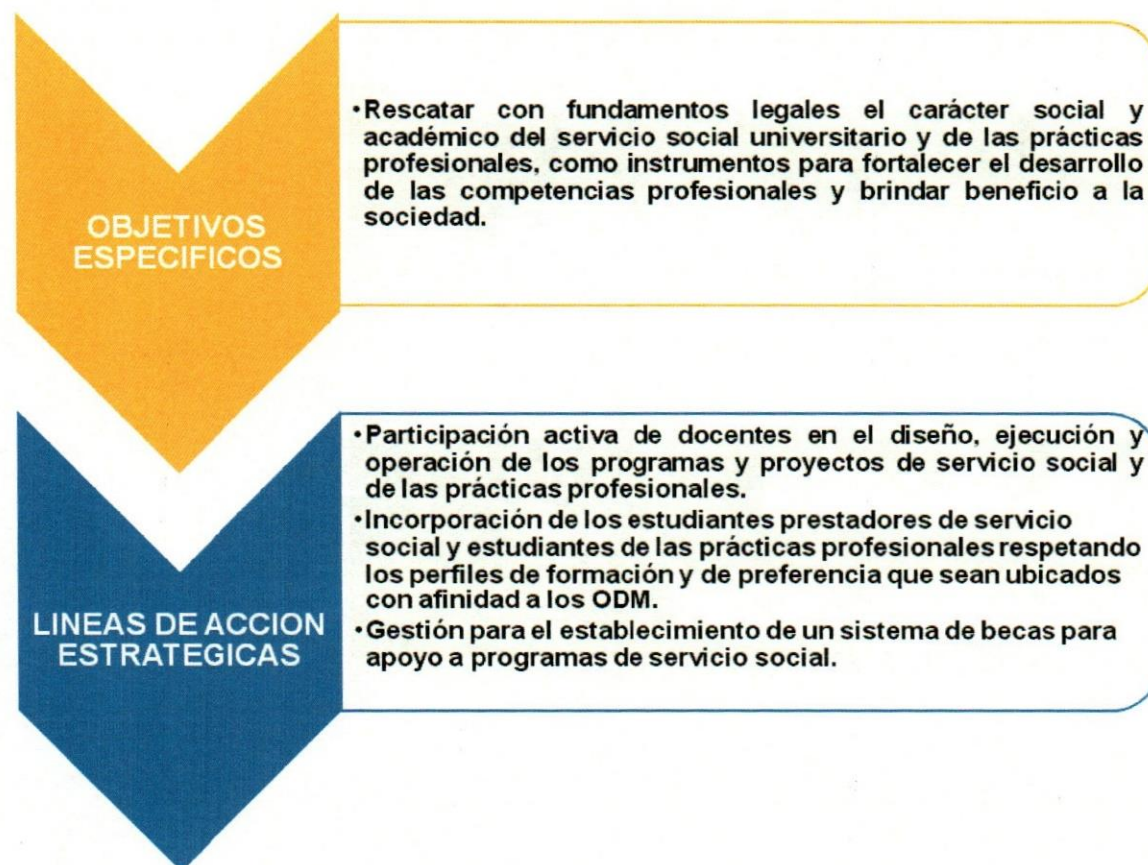 OBJETIVOS
ESPECIFICOS
•Rescatar con fundamentos legales el carácter social y
académico del servicio social universitario y de las prácticas
profesionales, como instrumentos para fortalecer el desarrollo
de las competencias profesionales y brindar beneficio a la
sociedad.
LINEAS DE ACCION
ESTRATEGICAS
•Participación activa de docentes en el diseño, ejecución y
operación de los programas y proyectos de servicio social y
de las prácticas profesionales.
•Incorporación de los estudiantes prestadores de servicio
social y estudiantes de las prácticas profesionales respetando
los perfiles de formación y de preferencia que sean ubicados
con afinidad a los ODM.
•Gestión para el establecimiento de un sistema de becas para
apoyo a programas de servicio social.